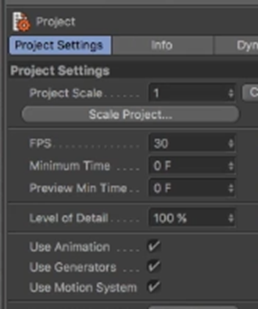 Project
Project Settings Info Dyn
Project Settings
Project Scale...... 1 C
Scale Project...
FPS.............. 30
Minimum Time .... 0 F
Preview Min Time.. 0 F
Level of Detail..... 100 %
Use Animation ....
Use Generators ...
Use Motion System